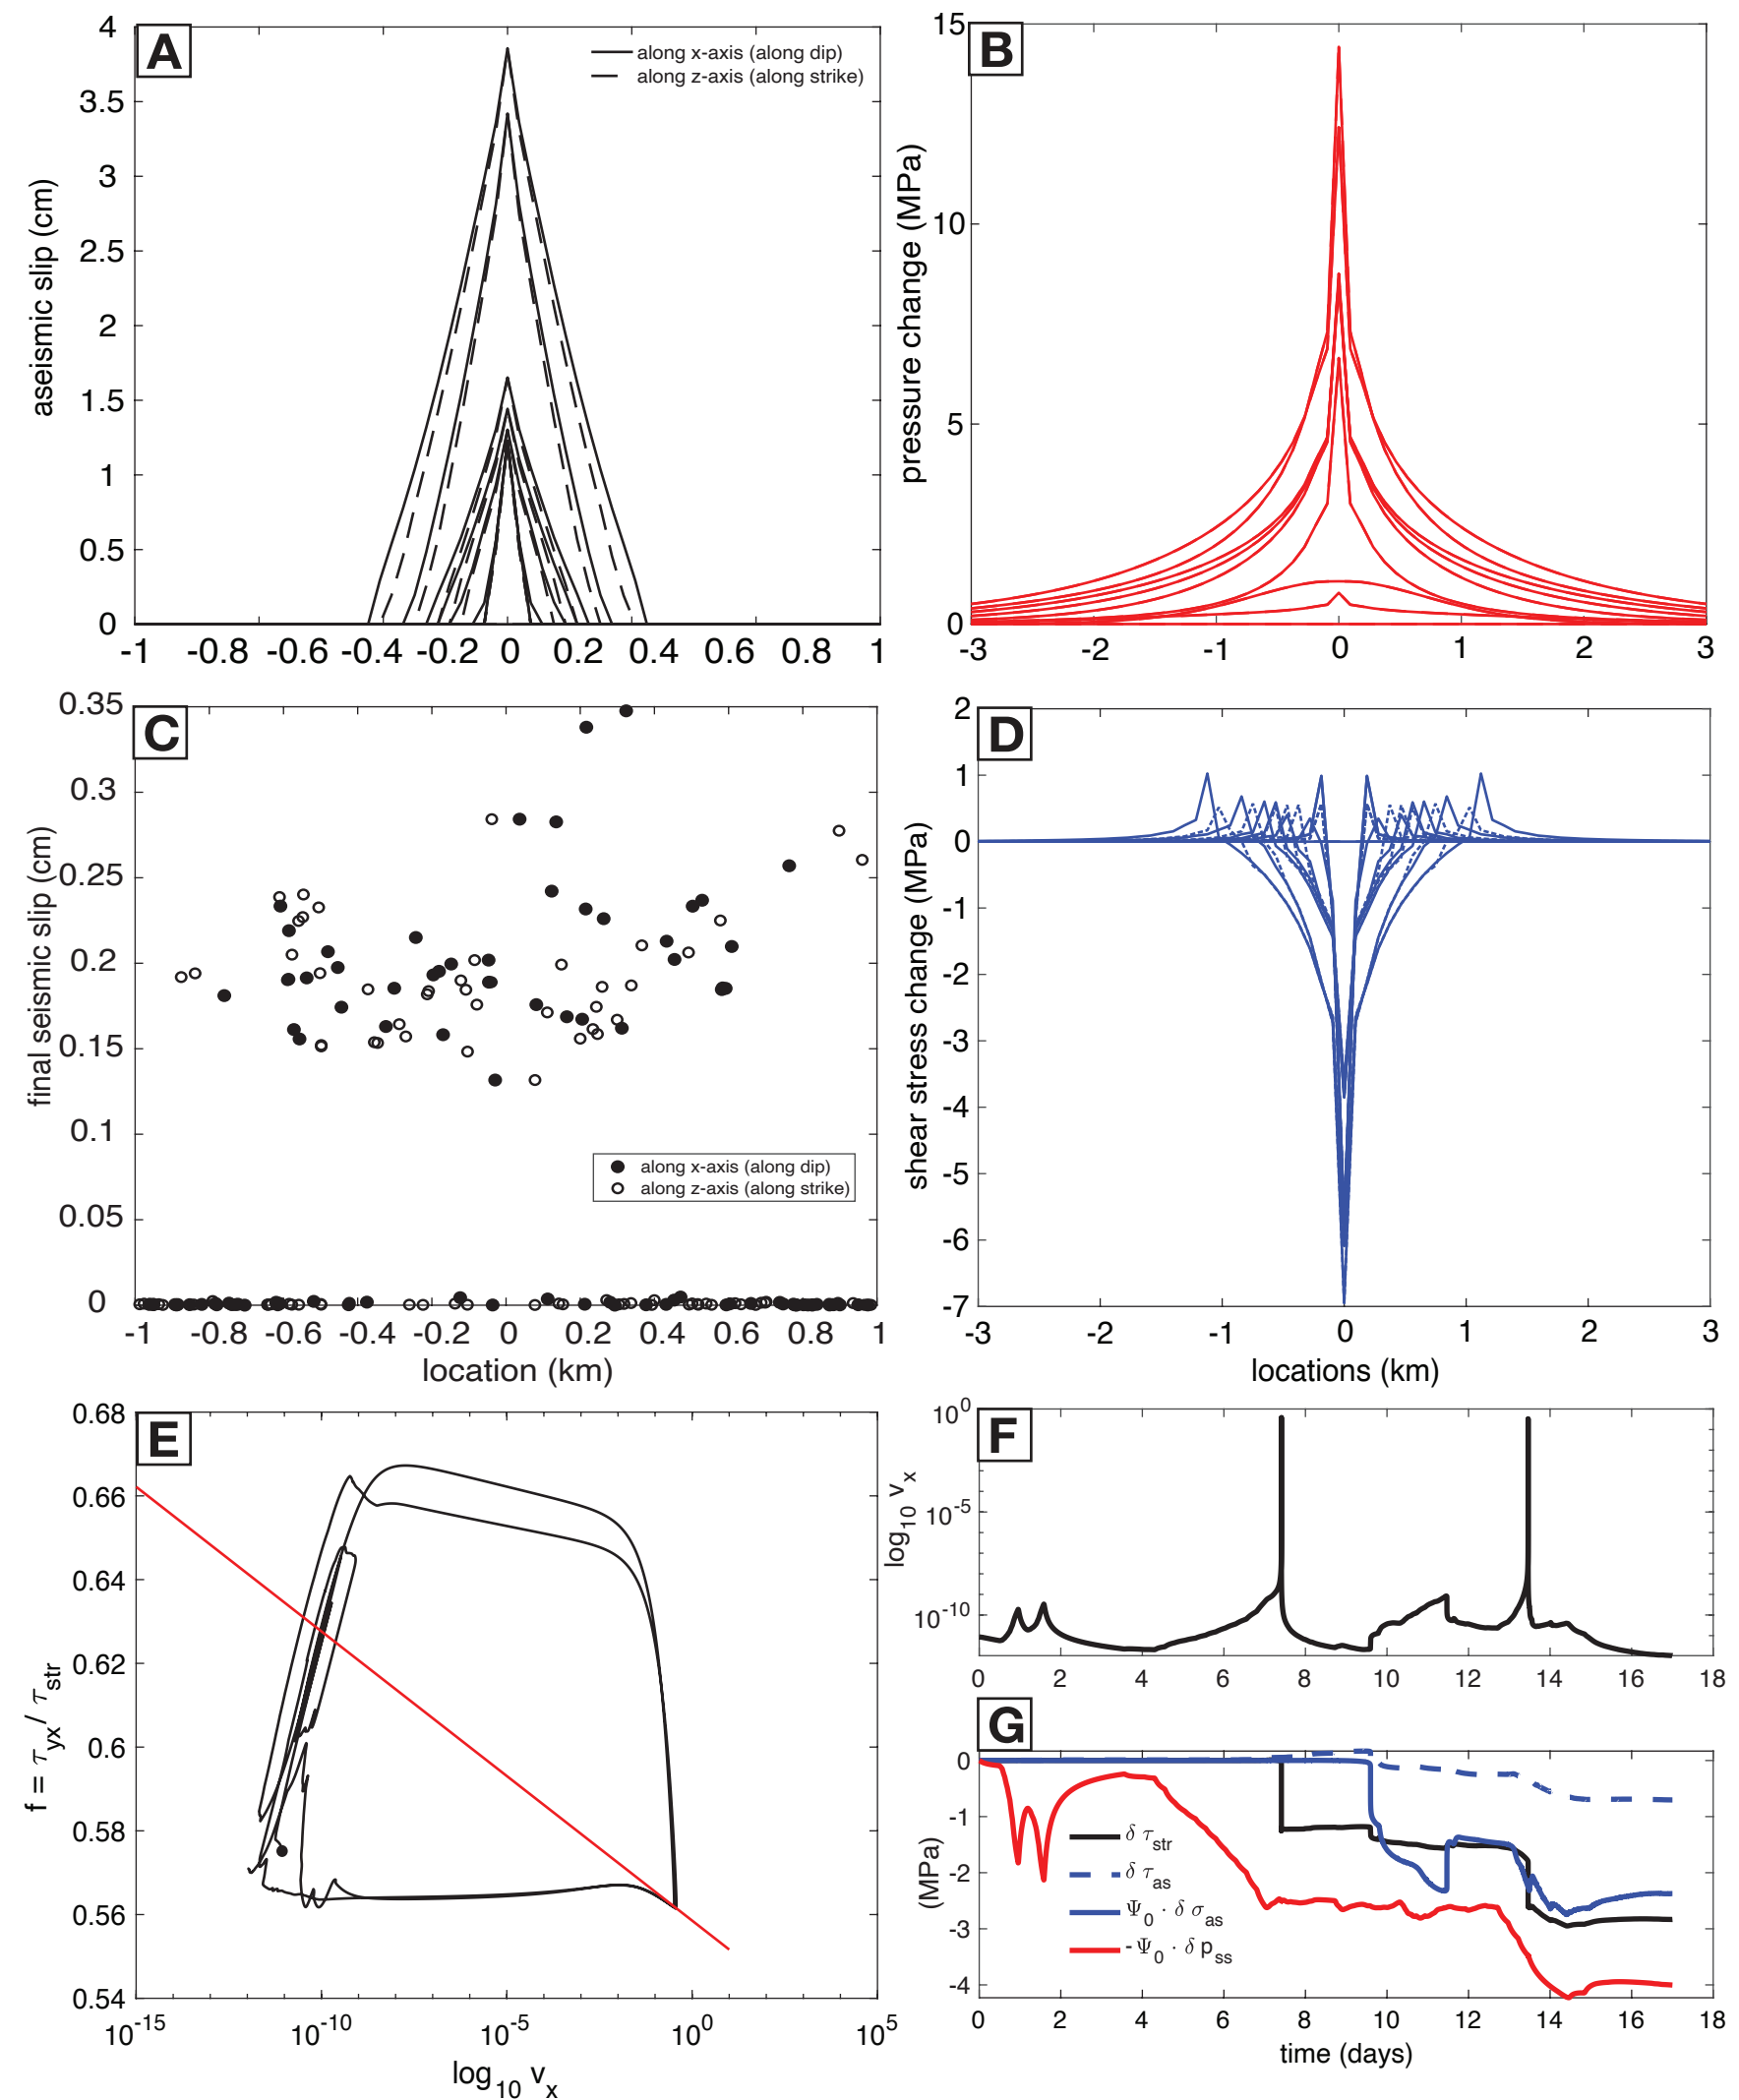 A
along x-axis (along dip)
along z-axis (along strike)
aseismic slip (cm)
4
3.5
3
2.5
2
1.5
1
0.5
0
-1 -0.8 -0.6 -0.4 -0.2 0 0.2 0.4 0.6 0.8 1
B
pressure change (MPa)
15
10
5
0
-3 -2 -1 0 1 2 3
C
final seismic slip (cm)
0.35
0.3
0.25
0.2
0.15
0.1
0.05
0
along x-axis (along dip)
along z-axis (along strike)
-1 -0.8 -0.6 -0.4 -0.2 0 0.2 0.4 0.6 0.8 1
location (km)
D
shear stress change (MPa)
2
1
0
-1
-2
-3
-4
-5
-6
-7
-3 -2 -1 0 1 2 3
locations (km)
E
f = τyx / τstr
0.68
0.66
0.64
0.62
0.6
0.58
0.56
0.54
10^-15 10^-10 10^-5 10^0 10^5
log10 vx
F
log10 vx
10^0
10^-5
10^-10
0 2 4 6 8 10 12 14 16 18
G
(MPa)
0
-1
-2
-3
-4
δ τstr
δ τas
Ψ0 · δ σas
-Ψ0 · δ pss
0 2 4 6 8 10 12 14 16 18
time (days)